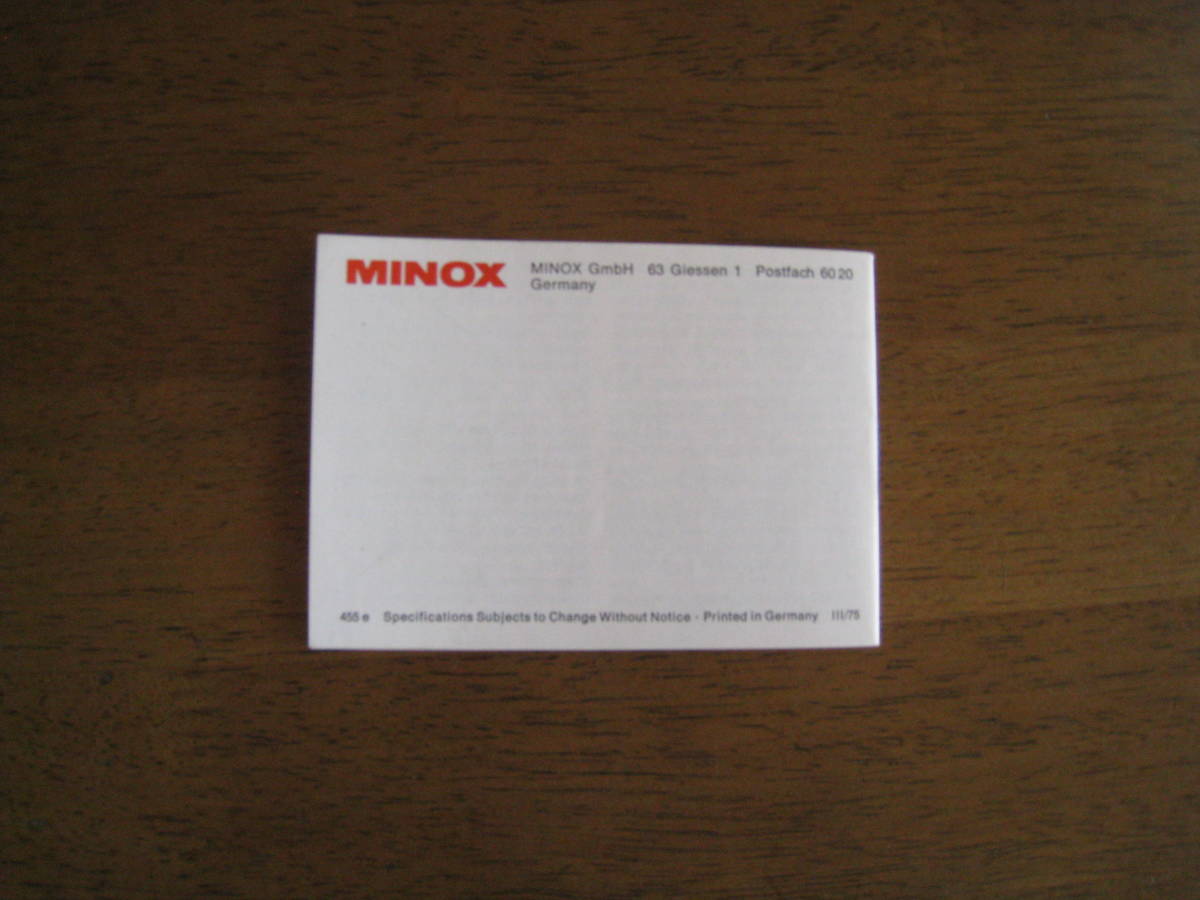 MINOX
MINOX GmbH 63 Giessen 1 Postfach 60 20
Germany
455 e Specifications Subjects to Change Without Notice · Printed in Germany III/75